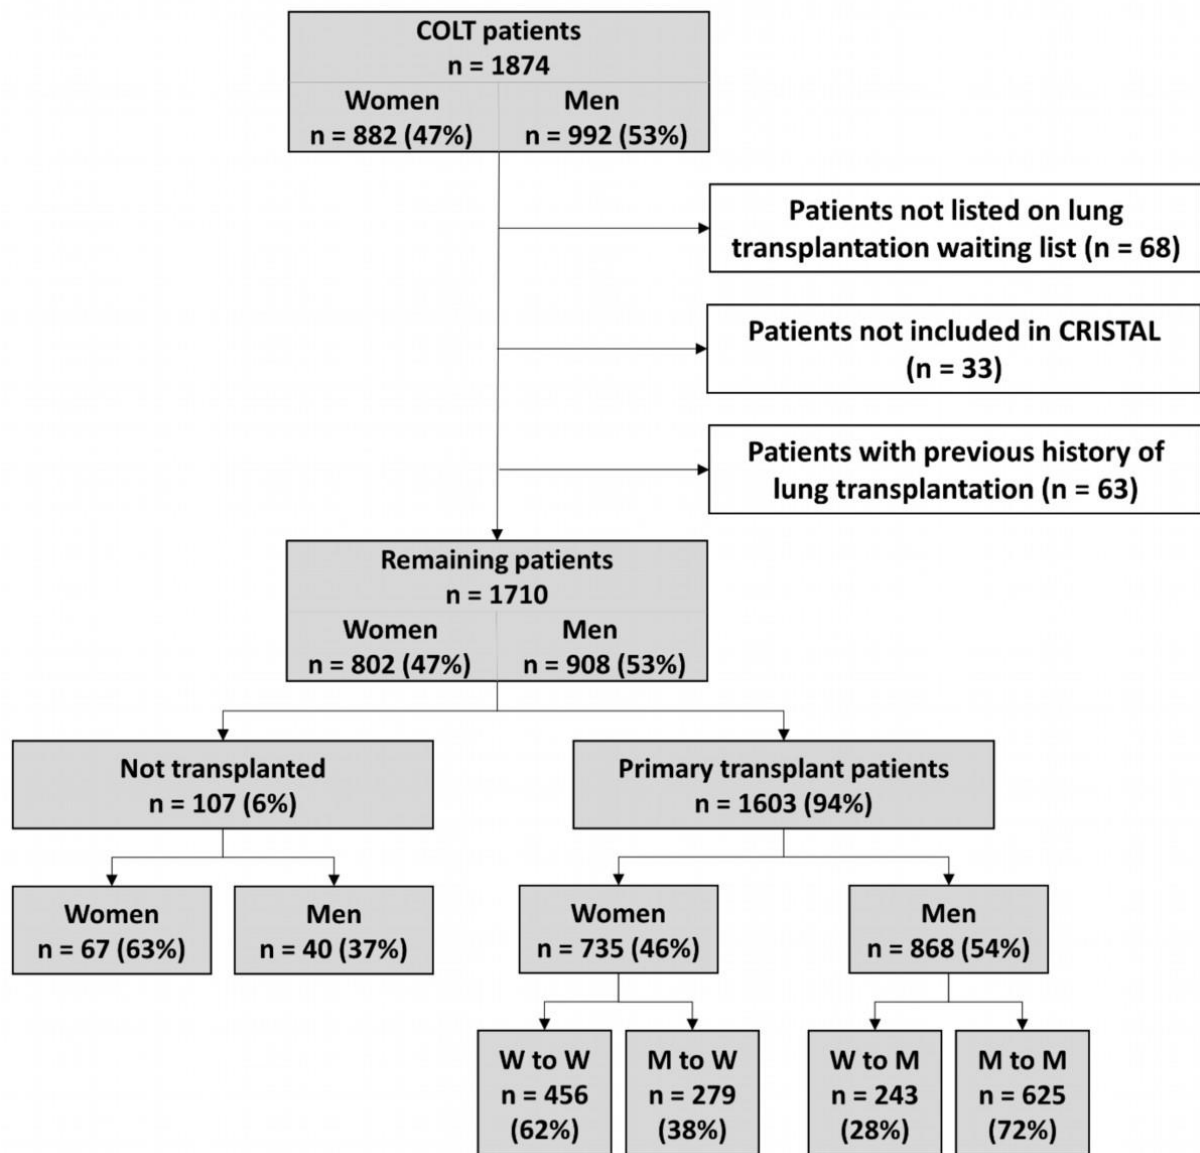 COLT patients
n = 1874
Women
n = 882 (47%)
Men
n = 992 (53%)
Patients not listed on lung
transplantation waiting list (n = 68)
Patients not included in CRISTAL
(n = 33)
Patients with previous history of
lung transplantation (n = 63)
Remaining patients
n = 1710
Women
n = 802 (47%)
Men
n = 908 (53%)
Not transplanted
n = 107 (6%)
Primary transplant patients
n = 1603 (94%)
Women
n = 67 (63%)
Men
n = 40 (37%)
Women
n = 735 (46%)
Men
n = 868 (54%)
W to W
n = 456
(62%)
M to W
n = 279
(38%)
W to M
n = 243
(28%)
M to M
n = 625
(72%)